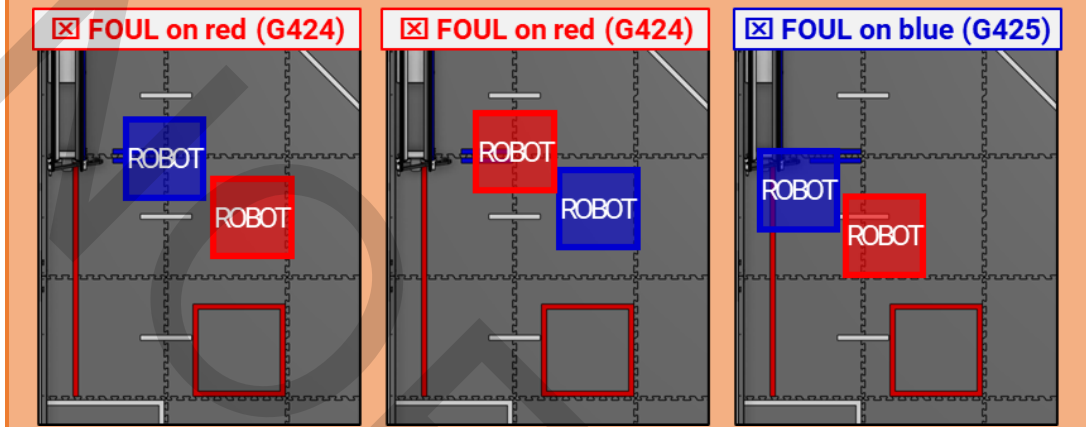 ☒ FOUL on red (G424)
☒ FOUL on red (G424)
☒ FOUL on blue (G425)
ROBOT
ROBOT
ROBOT
ROBOT
ROBOT
ROBOT